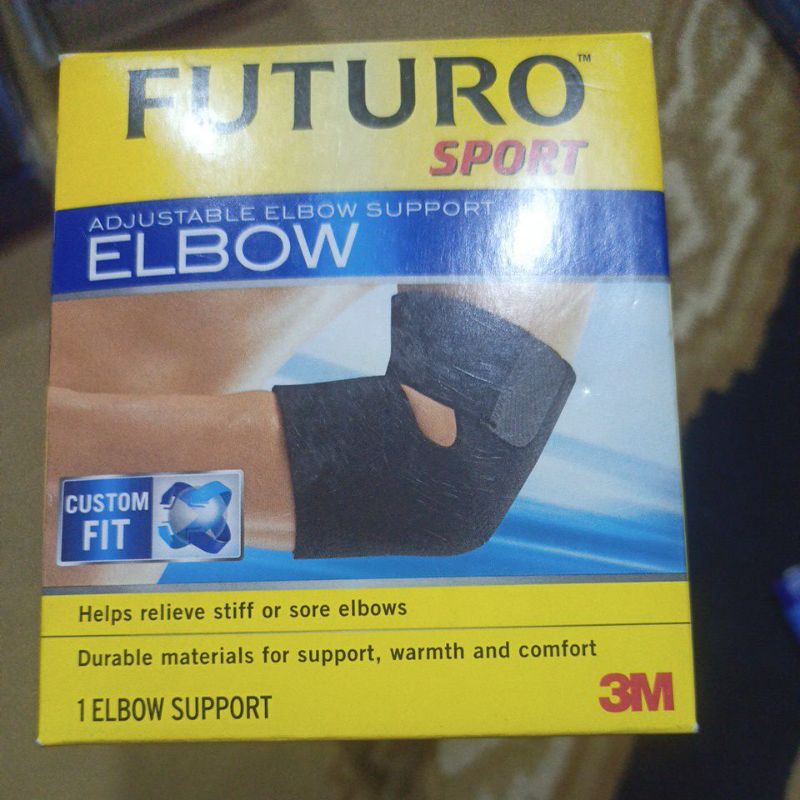 FUTURO™
SPORT
ADJUSTABLE ELBOW SUPPORT
ELBOW
CUSTOM
FIT
Helps relieve stiff or sore elbows
Durable materials for support, warmth and comfort
1 ELBOW SUPPORT
3M